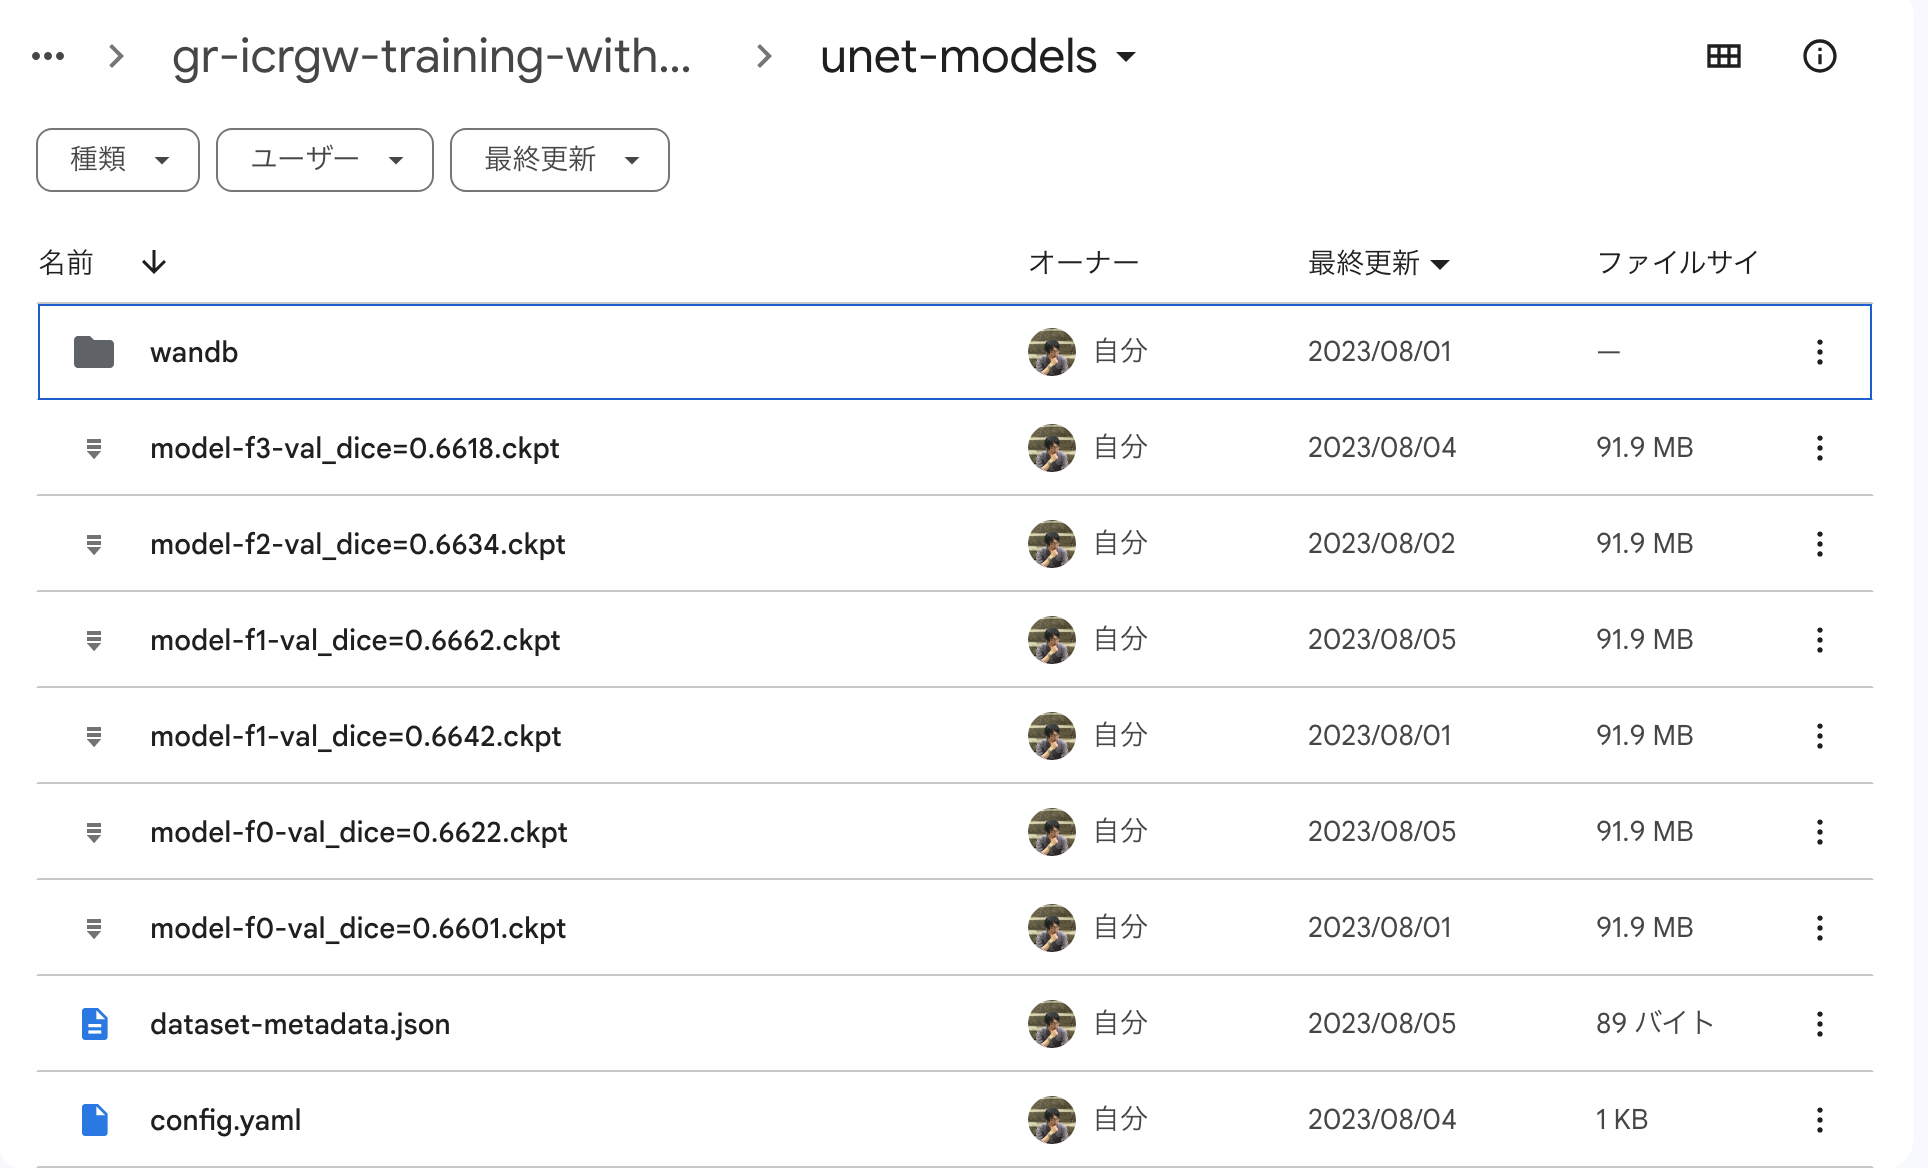 gr-icrgw-training-with... unet-models
種類 ユーザー 最終更新
名前 オーナー 最終更新 ファイルサイ
wandb 自分 2023/08/01 —
model-f3-val_dice=0.6618.ckpt 自分 2023/08/04 91.9 MB
model-f2-val_dice=0.6634.ckpt 自分 2023/08/02 91.9 MB
model-f1-val_dice=0.6662.ckpt 自分 2023/08/05 91.9 MB
model-f1-val_dice=0.6642.ckpt 自分 2023/08/01 91.9 MB
model-f0-val_dice=0.6622.ckpt 自分 2023/08/05 91.9 MB
model-f0-val_dice=0.6601.ckpt 自分 2023/08/01 91.9 MB
dataset-metadata.json 自分 2023/08/05 89 バイト
config.yaml 自分 2023/08/04 1 KB